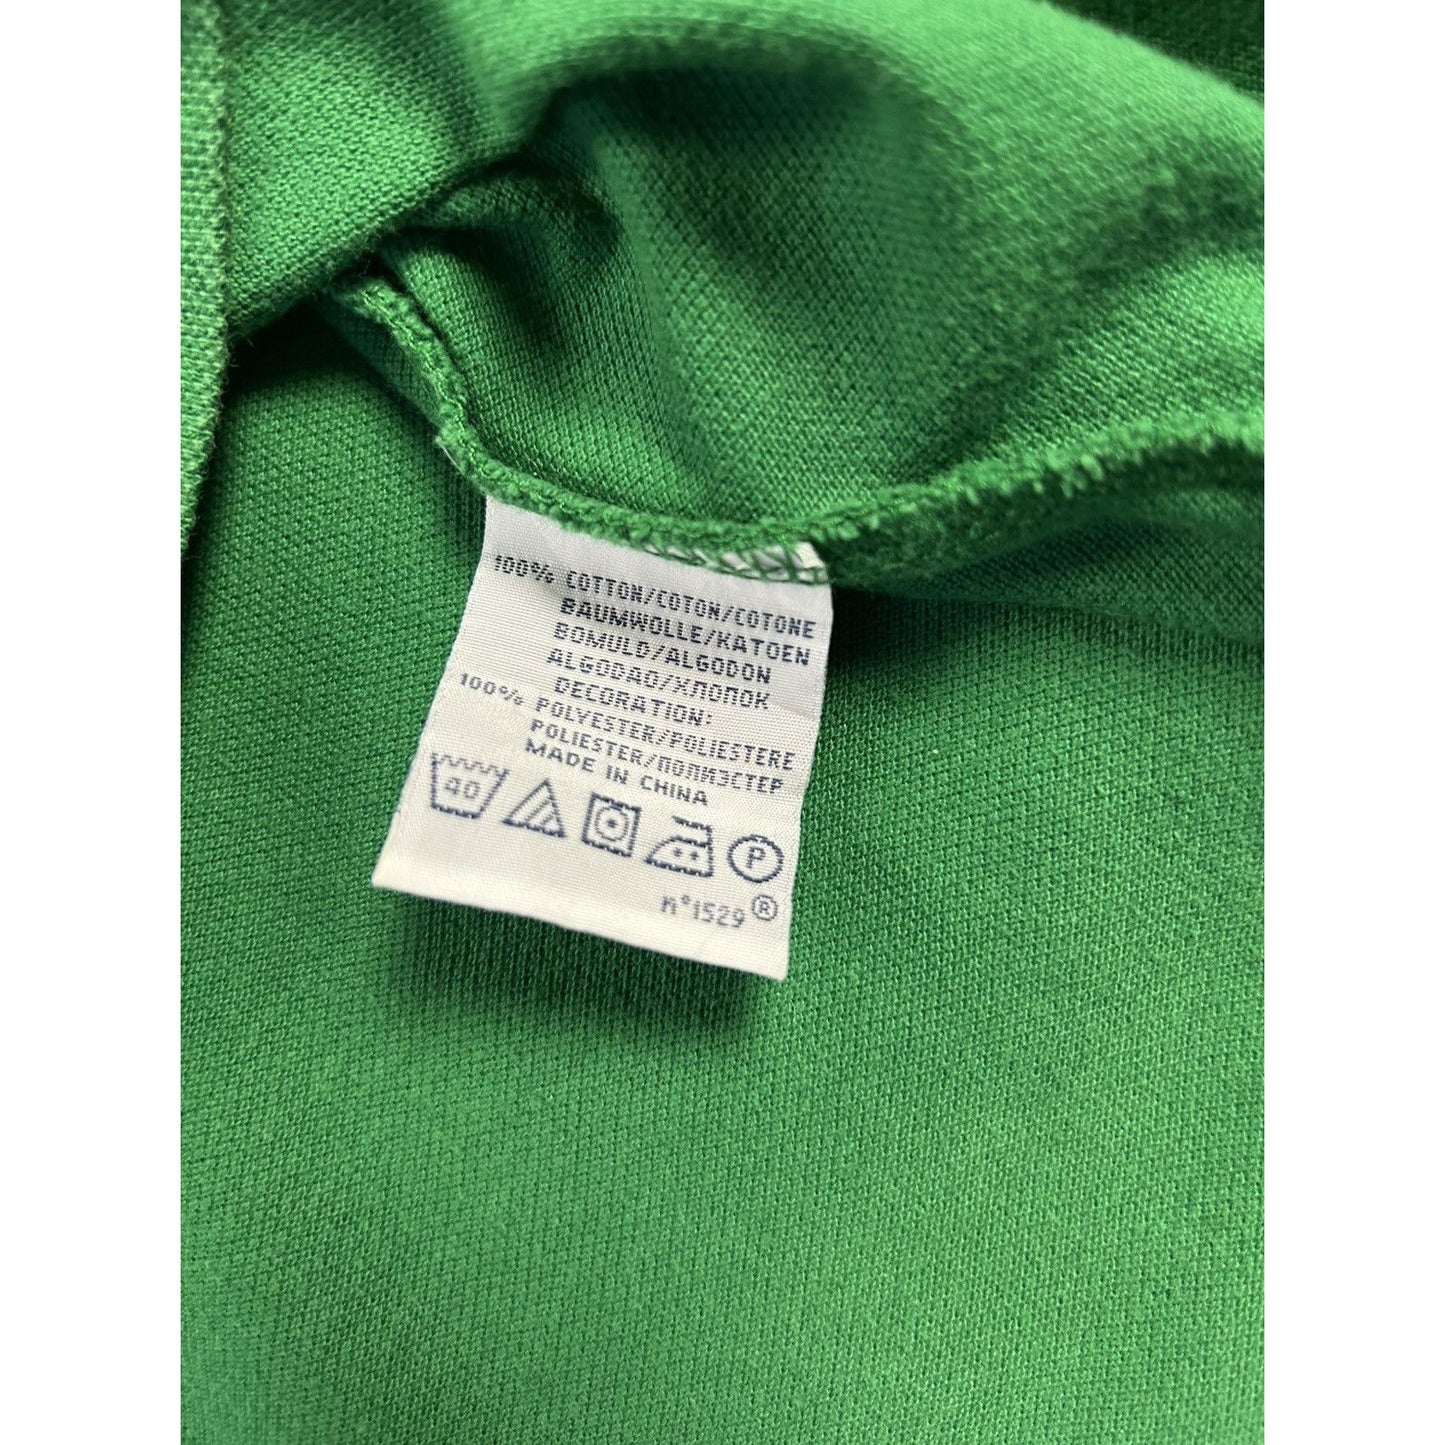 100% COTTON/COTON/COTONE
BAUMWOLLE/KATOEN
BOMULD/ALGODON
ALGODAO/ХЛОПОК
DECORATION:
100% POLYESTER/POLIESTERE
POLIESTER/ПОЛИЭСТЕР
MADE IN CHINA
40
P
n°1529 ®